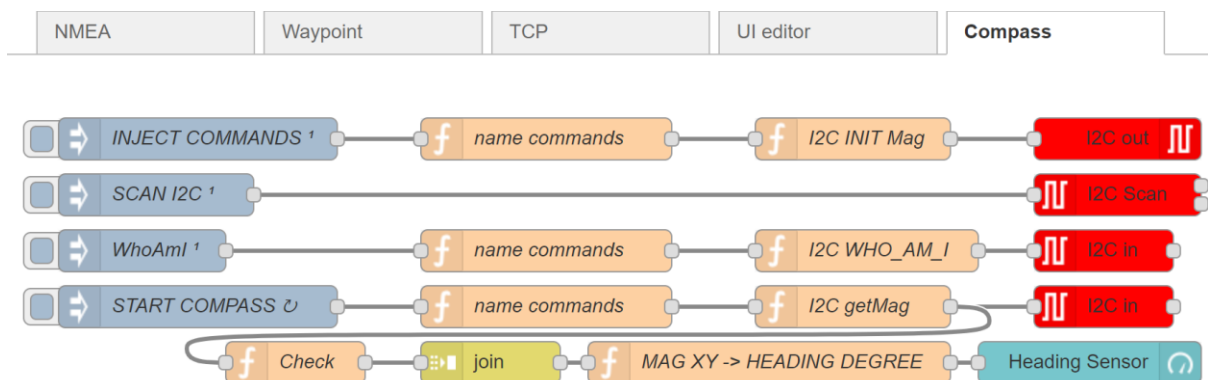 NMEA Waypoint TCP UI editor Compass
INJECT COMMANDS ¹ name commands I2C INIT Mag I2C out
SCAN I2C ¹ I2C Scan
WhoAmI ¹ name commands I2C WHO_AM_I I2C in
START COMPASS ↻ name commands I2C getMag I2C in
Check join MAG XY -> HEADING DEGREE Heading Sensor